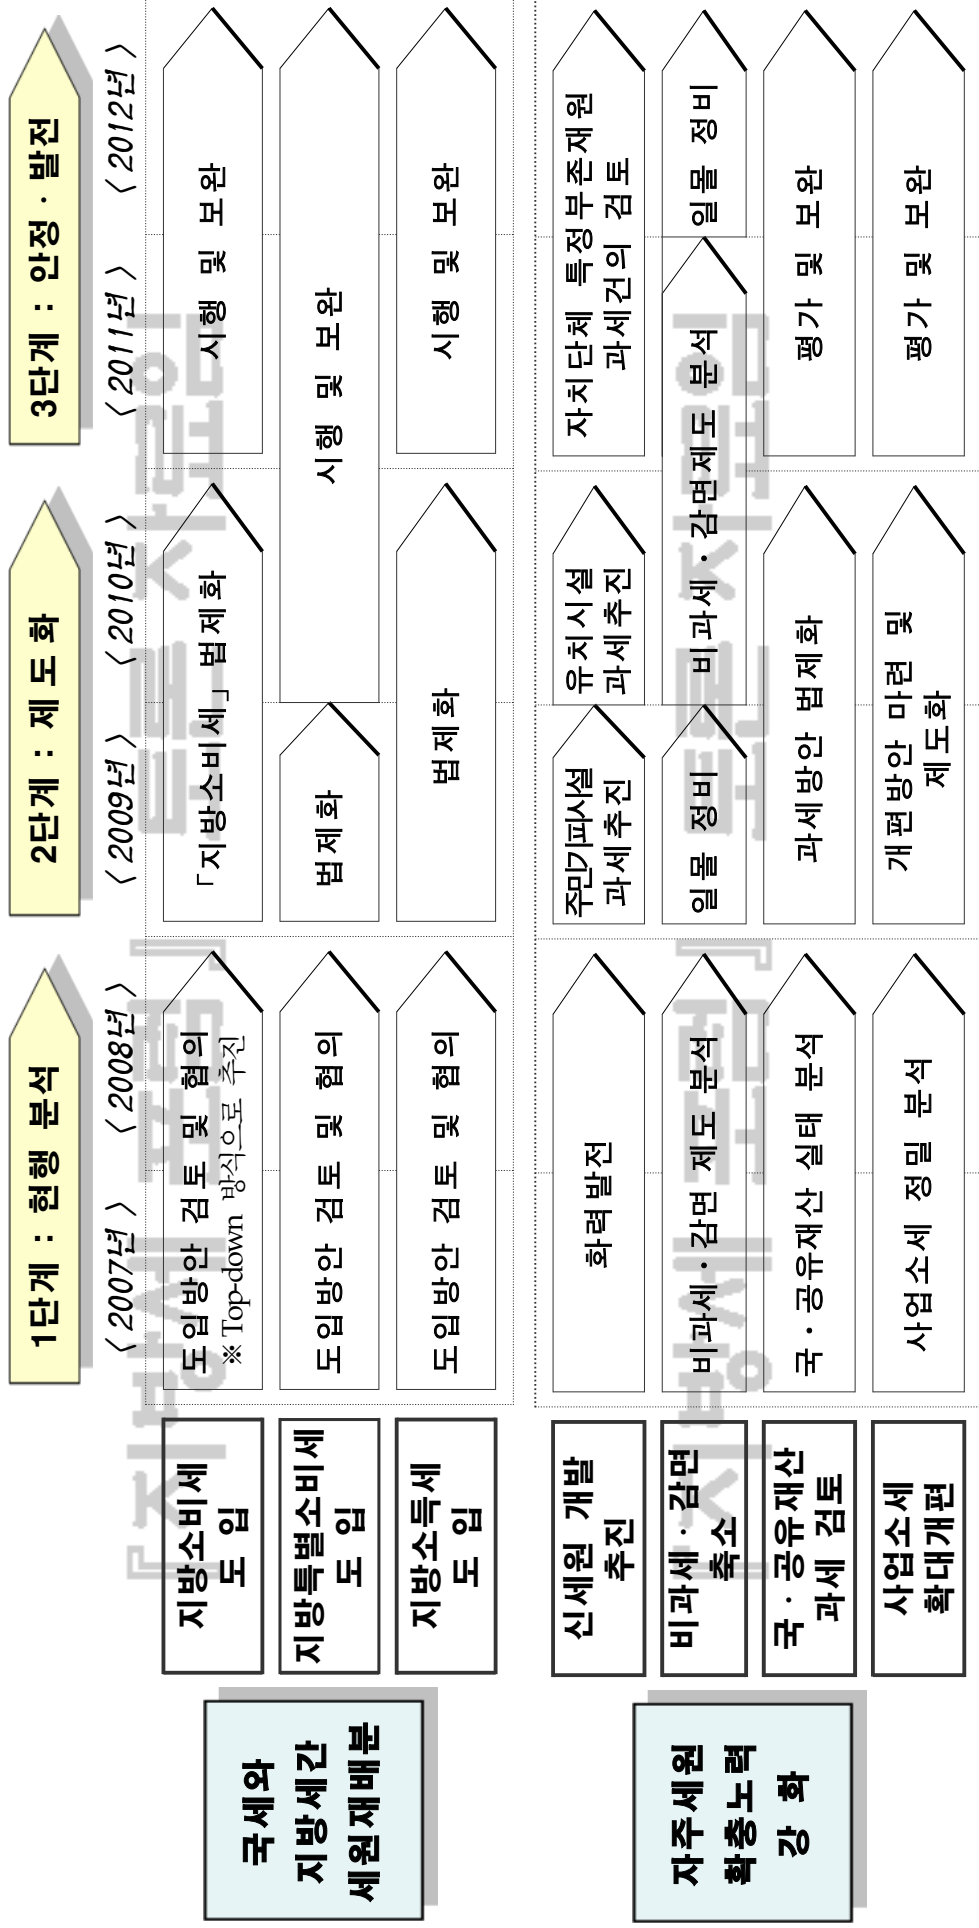 1단계 : 현행 분석
2단계 : 제도화
3단계 : 안정·발전
< 2007년 >
< 2008년 >
< 2009년 >
< 2010년 >
< 2011년 >
< 2012년 >
국세와
지방세간
세원재배분
지방소비세
도 입
도입방안 검토 및 협의
※ Top-down 방식으로 추진
「지방소비세」 법제화
시행 및 보완
지방특별소비세
도 입
도입방안 검토 및 협의
법제화
시행 및 보완
지방소득세
도 입
도입방안 검토 및 협의
법제화
시행 및 보완
자주세원
확충노력
강 화
신세원 개발
추진
화력발전
주민기피시설
과세추진
유치시설
과세추진
자치단체 특정부존재원
과세건의 검토
비과세·감면
축소
비과세·감면 제도 분석
일몰 정비
비과세·감면제도 분석
일몰 정비
국·공유재산
과세 검토
국·공유재산 실태 분석
과세방안 법제화
평가 및 보완
사업소세
확대개편
사업소세 정밀 분석
개편방안 마련 및
제도화
평가 및 보완